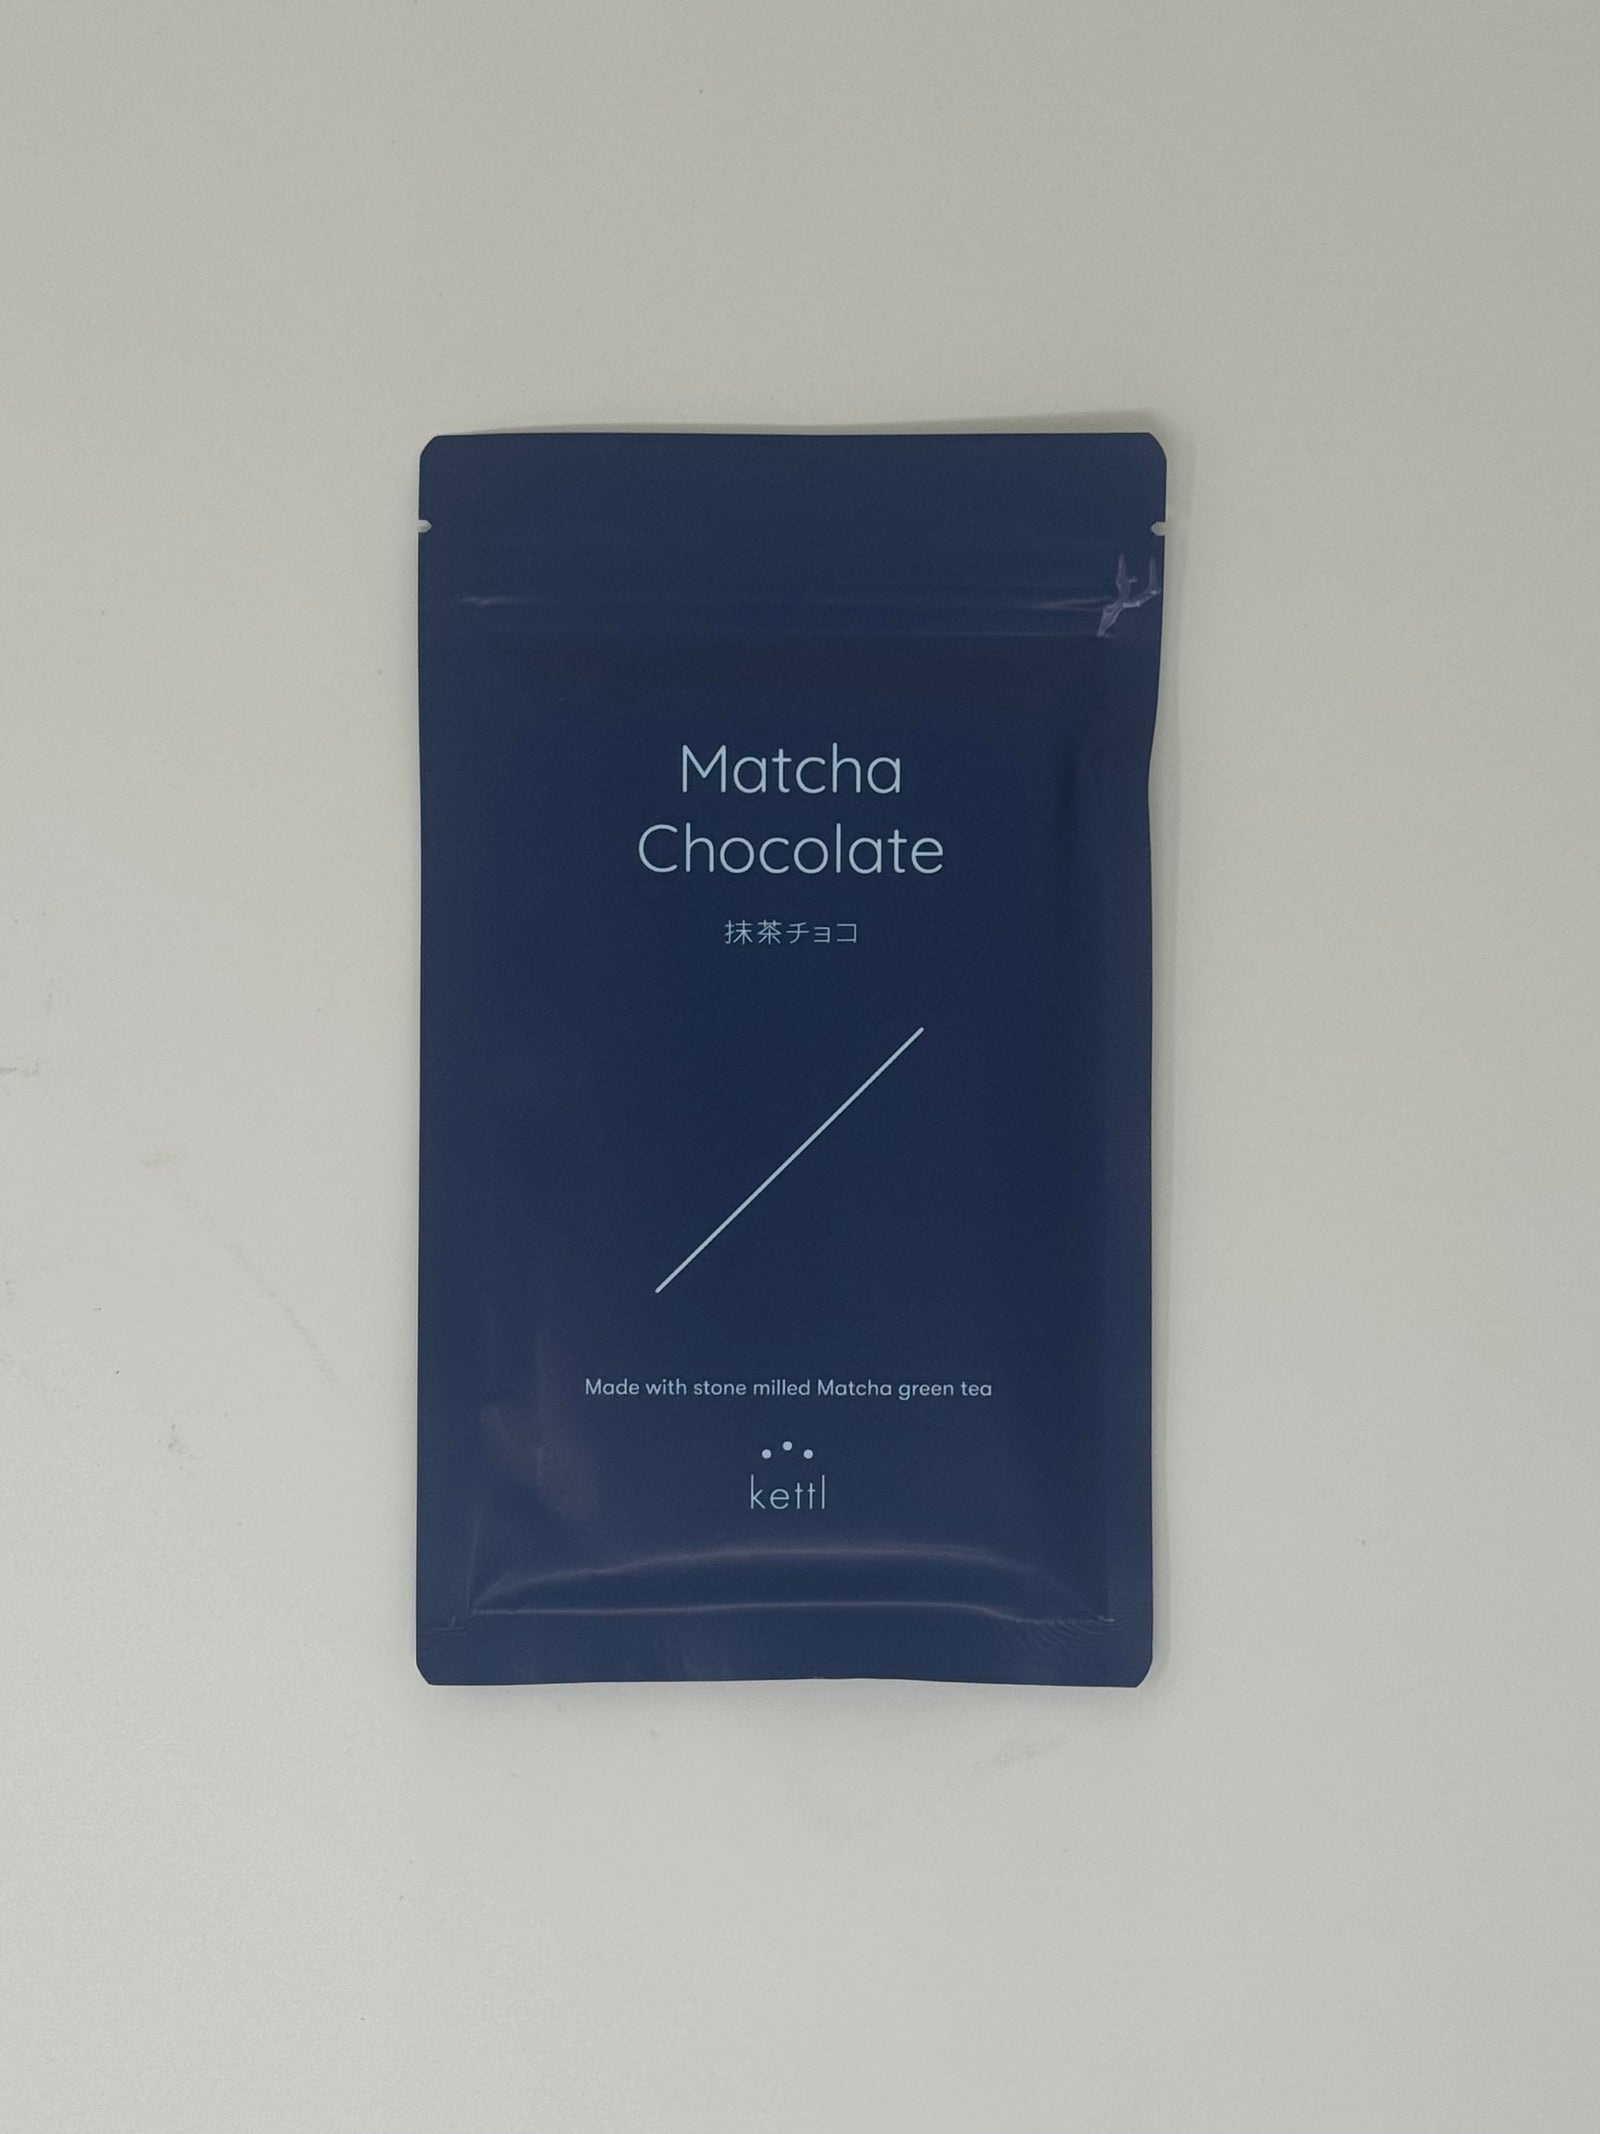 Matcha
Chocolate
抹茶チョコ
Made with stone milled Matcha green tea
kettl